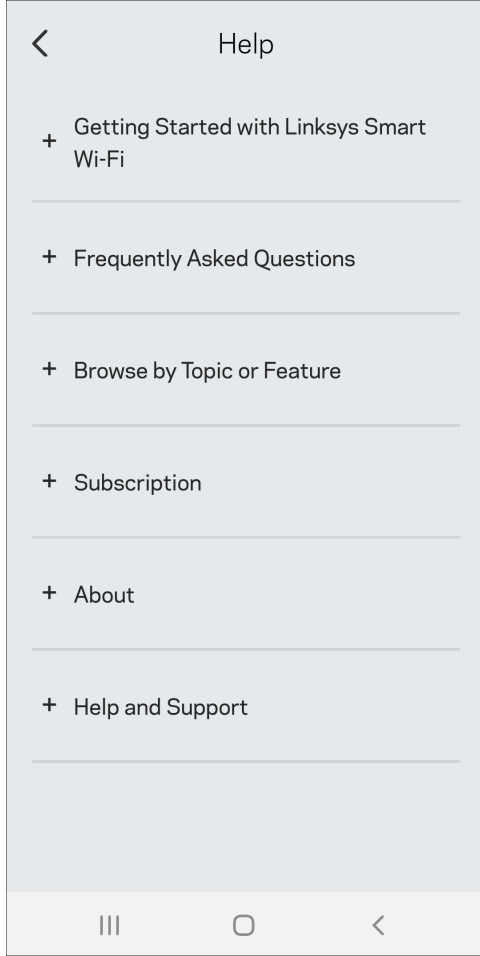 Help
Getting Started with Linksys Smart
Wi-Fi
Frequently Asked Questions
Browse by Topic or Feature
Subscription
About
Help and Support